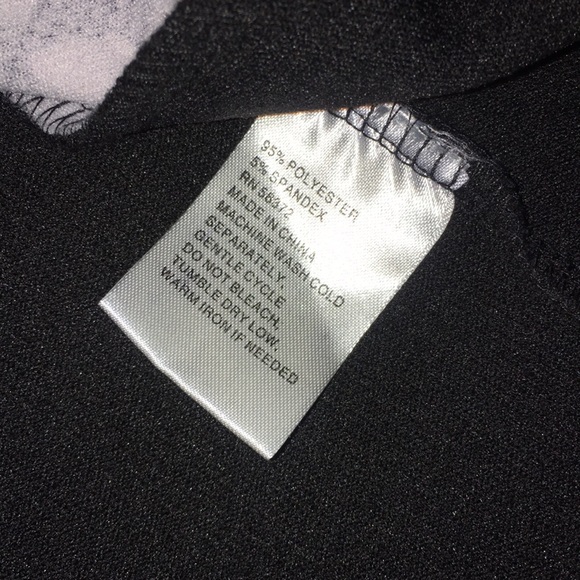 95% POLYESTER
5% SPANDEX
RN 56372
MADE IN CHINA
MACHINE WASH COLD
SEPARATELY,
GENTLE CYCLE
DO NOT BLEACH,
TUMBLE DRY LOW.
WARM IRON IF NEEDED